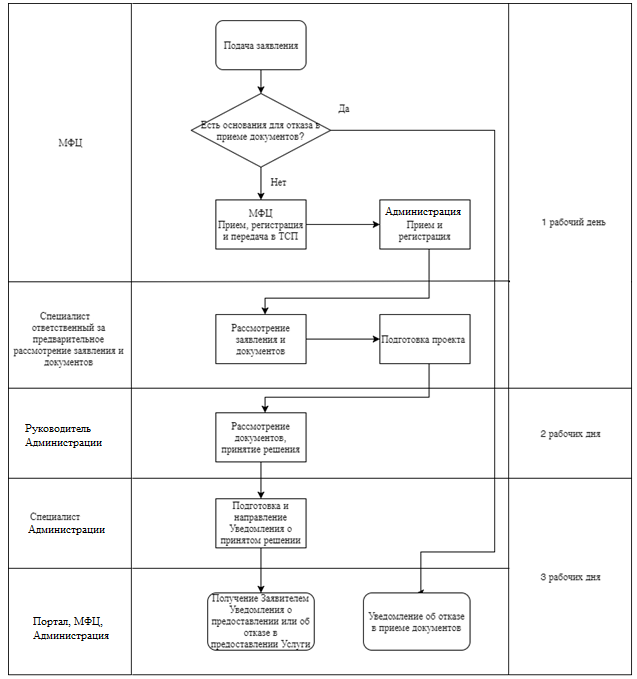 Подача заявления
Да
Есть основания для отказа в
приеме документов?
МФЦ
Нет
МФЦ
Прием, регистрация
и передача в ТСП
Администрация
Прием и
регистрация
1 рабочий день
Специалист
ответственный за
предварительное
рассмотрение заявления и
документов
Рассмотрение
заявления и
документов
Подготовка проекта
Руководитель
Администрации
Рассмотрение
документов,
принятие решения
2 рабочих дня
Специалист
Администрации
Подготовка и
направление
Уведомления о
принятом решении
3 рабочих дня
Портал, МФЦ,
Администрация
Получение Заявителем
Уведомления о
предоставлении или об
отказе в
предоставлении Услуги
Уведомление об отказе
в приеме документов